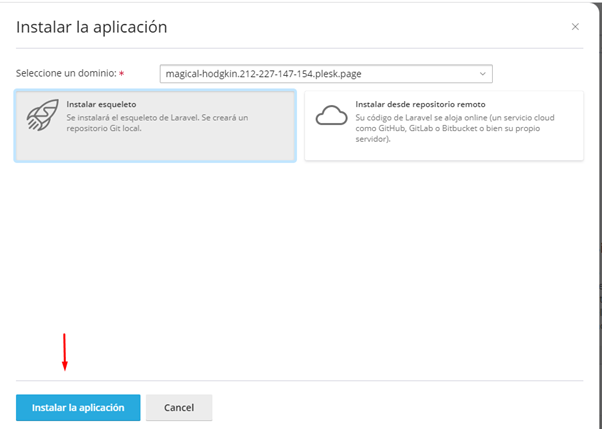 Instalar la aplicación
Seleccione un dominio: *
magical-hodgkin.212-227-147-154.plesk.page
Instalar esqueleto
Se instalará el esqueleto de Laravel. Se creará un
repositorio Git local.
Instalar desde repositorio remoto
Su código de Laravel se aloja online (un servicio cloud
como GitHub, GitLab o Bitbucket o bien su propio
servidor).
Instalar la aplicación
Cancel